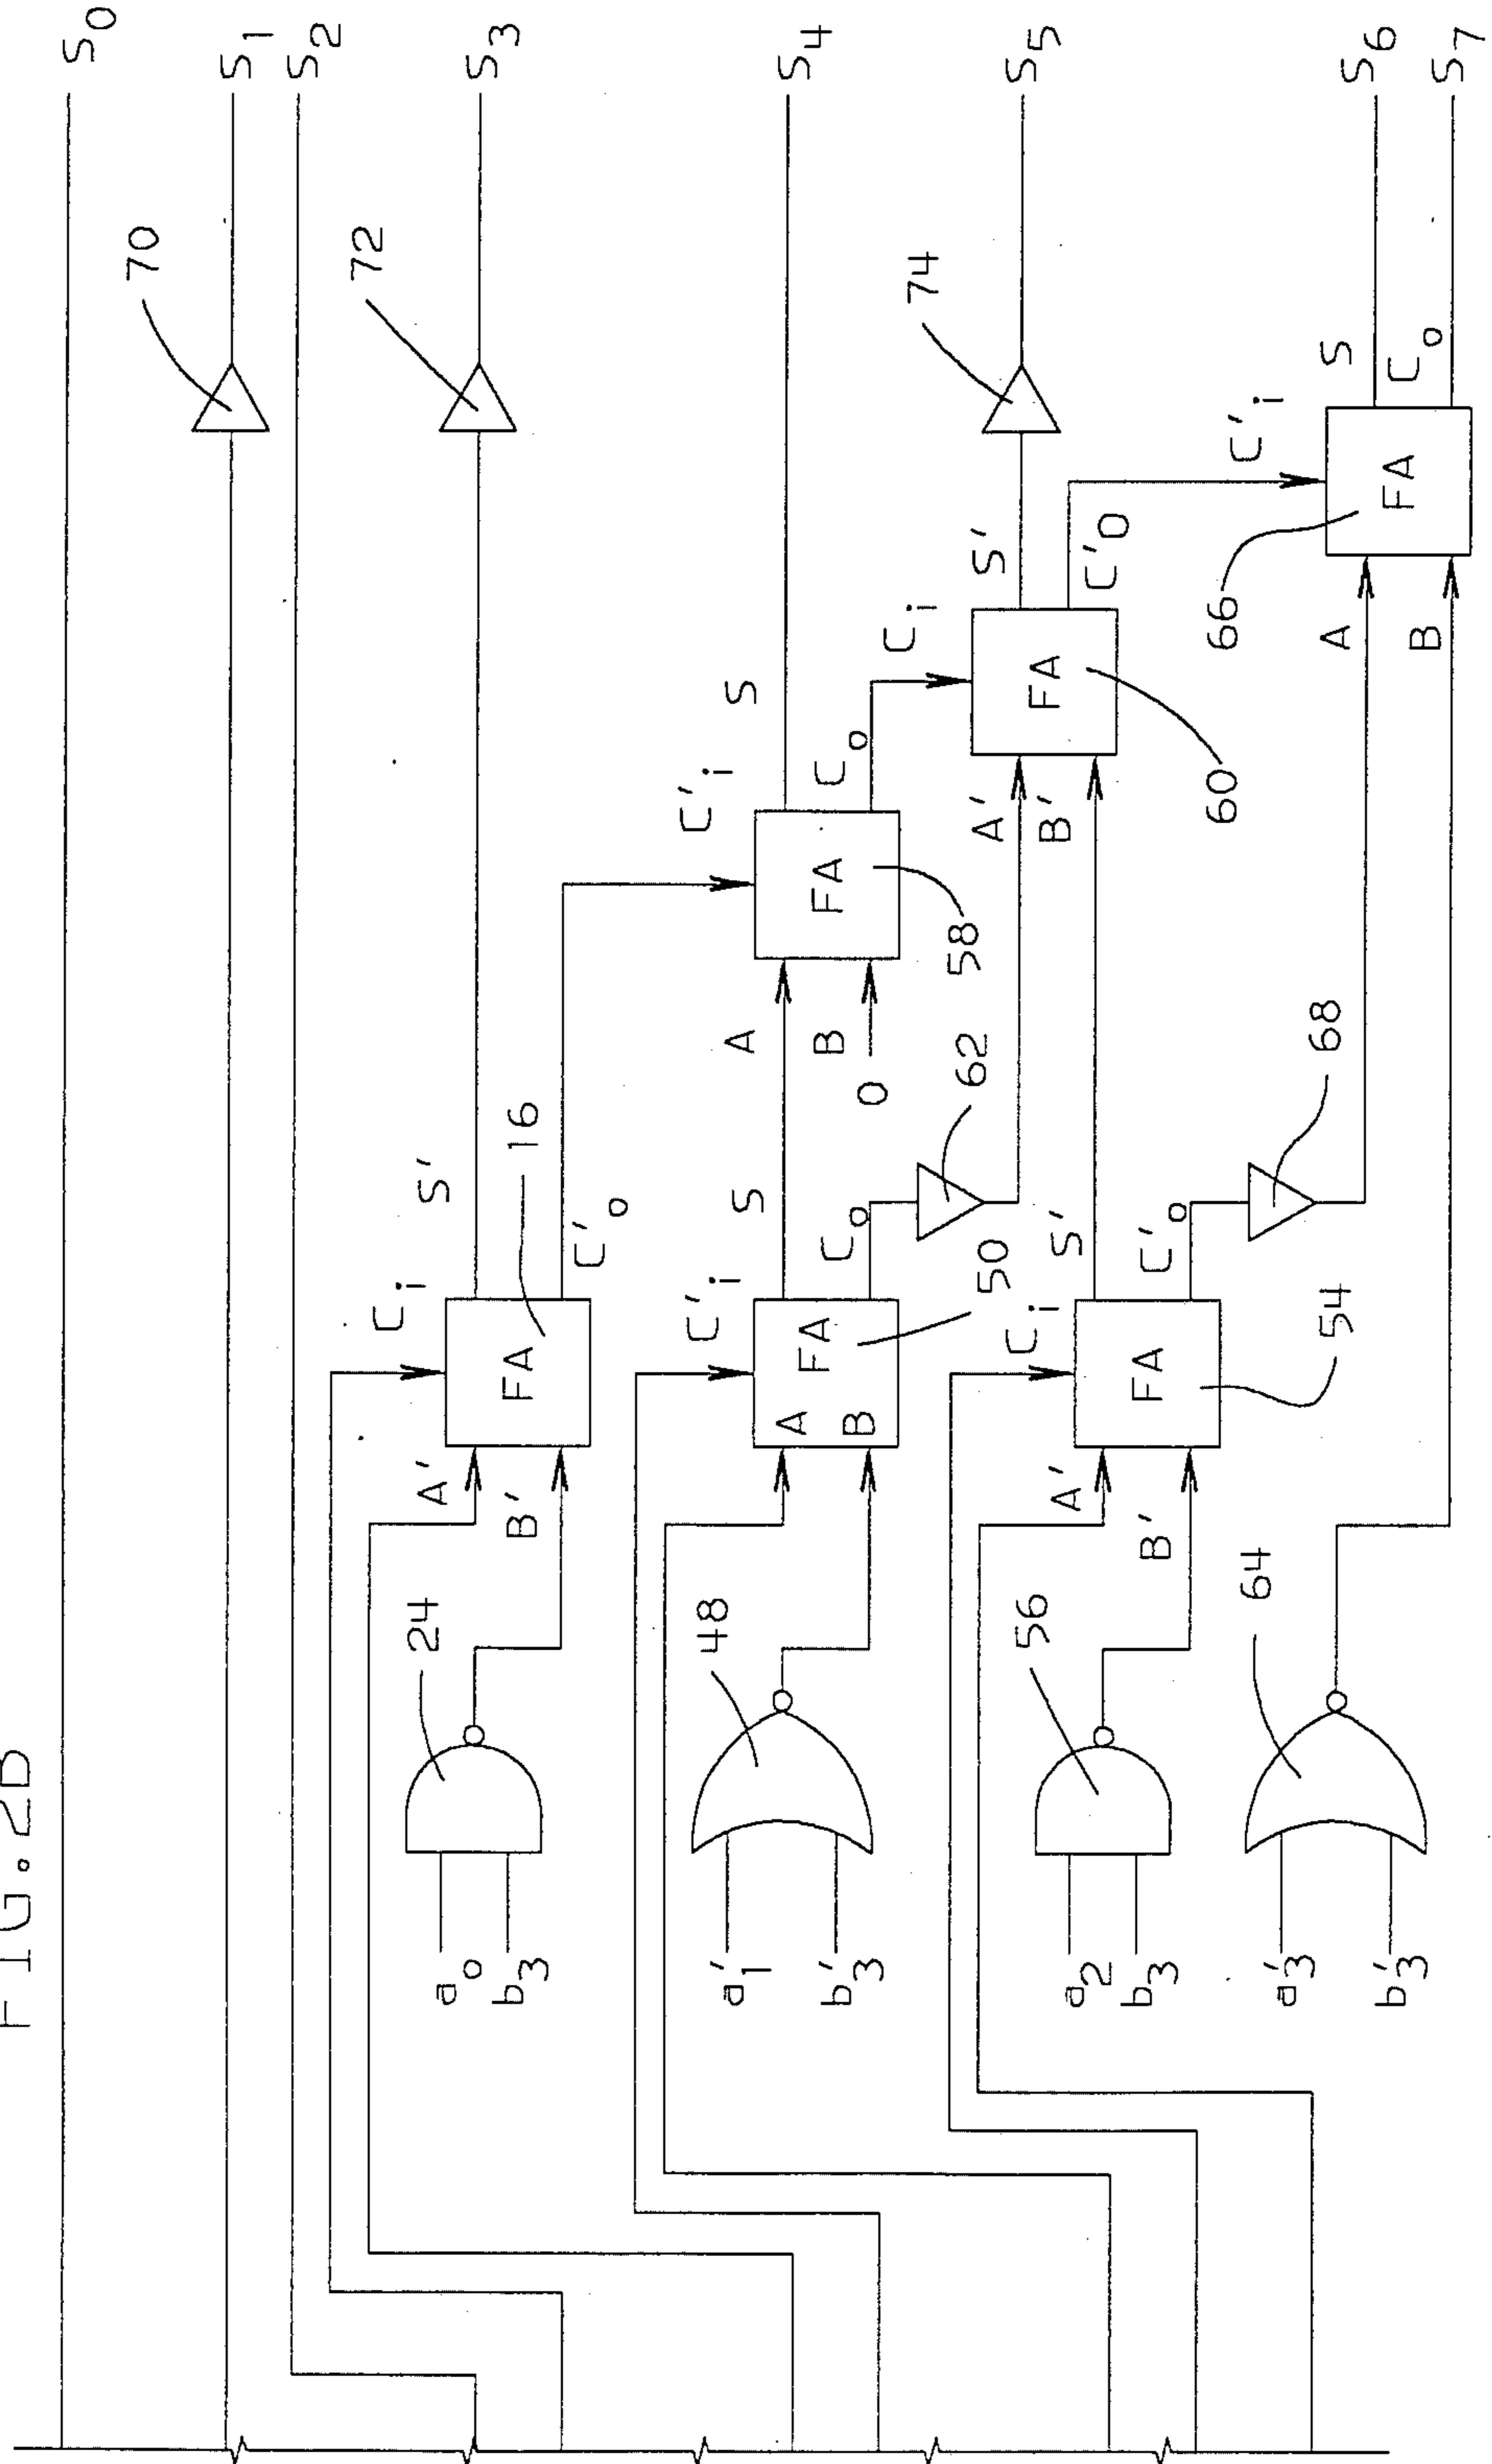 FIG. 2B
S0
70
S1
S2
72
S3
Ci
S'
16
A'
FA
C'o
B'
24
a0
b3
C'i
S
S4
A
FA
Co
B
58
0
C'i
S
A
FA
B
Co
50
62
48
a'1
b'3
74
S5
Ci
S'
A'
FA
C'0
B'
60
Ci
S'
A'
FA
C'o
B'
54
68
56
a2
b3
C'i
S
S6
66
FA
Co
S7
A
B
64
a'3
b'3